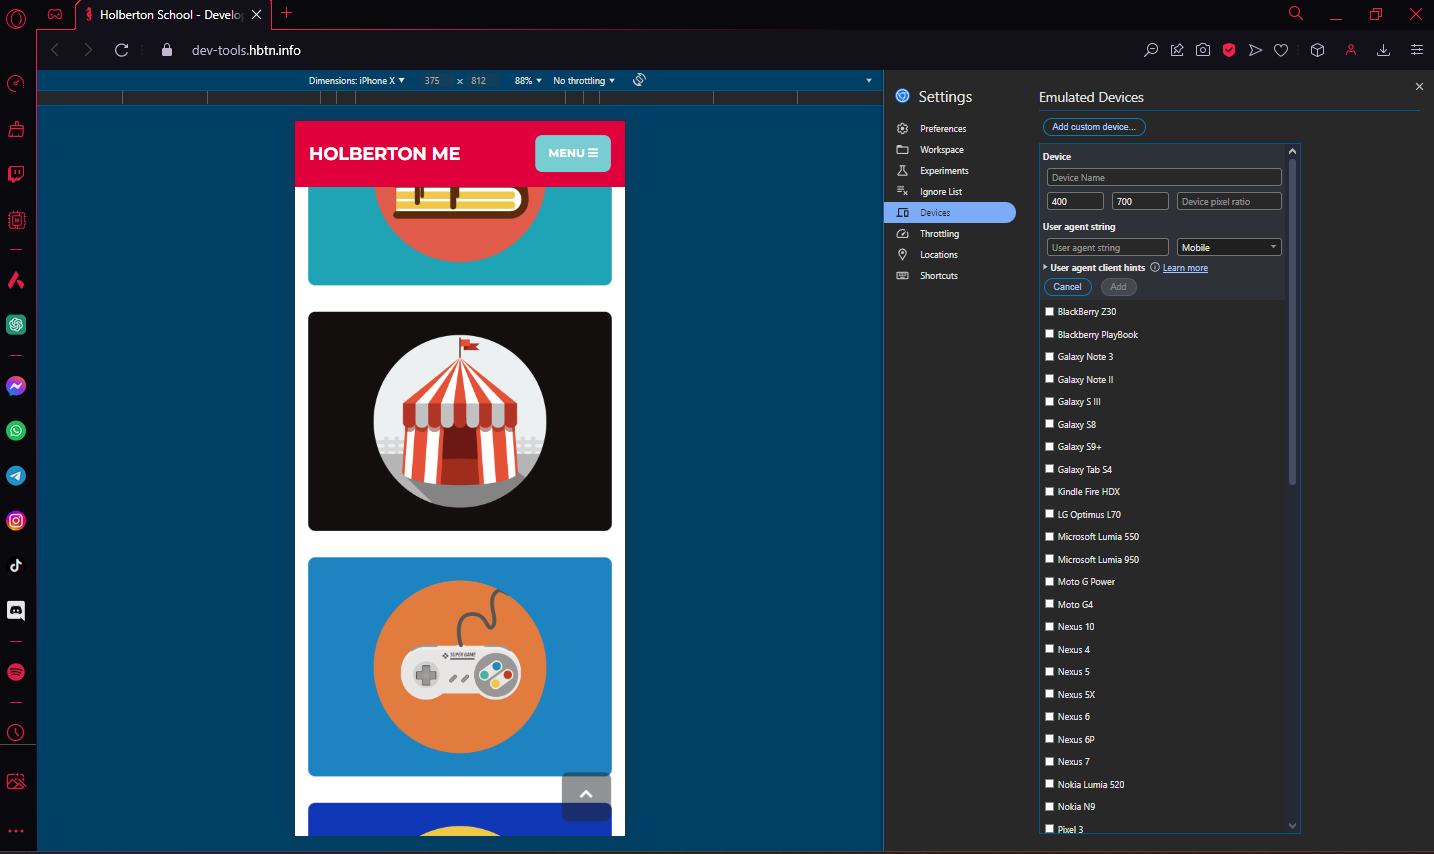 Holberton School - Develo
dev-tools.hbtn.info
Dimensions: iPhone X ▼ 375 × 812 88% ▼ No throttling ▼
HOLBERTON ME
MENU
SUPER GAME
Settings
Preferences
Workspace
Experiments
Ignore List
Devices
Throttling
Locations
Shortcuts
Emulated Devices
Add custom device...
Device
Device Name
400 700 Device pixel ratio
User agent string
User agent string Mobile
User agent client hints Learn more
Cancel Add
BlackBerry Z30
Blackberry PlayBook
Galaxy Note 3
Galaxy Note II
Galaxy S III
Galaxy S8
Galaxy S9+
Galaxy Tab S4
Kindle Fire HDX
LG Optimus L70
Microsoft Lumia 550
Microsoft Lumia 950
Moto G Power
Moto G4
Nexus 10
Nexus 4
Nexus 5
Nexus 5X
Nexus 6
Nexus 6P
Nexus 7
Nokia Lumia 520
Nokia N9
Pixel 3